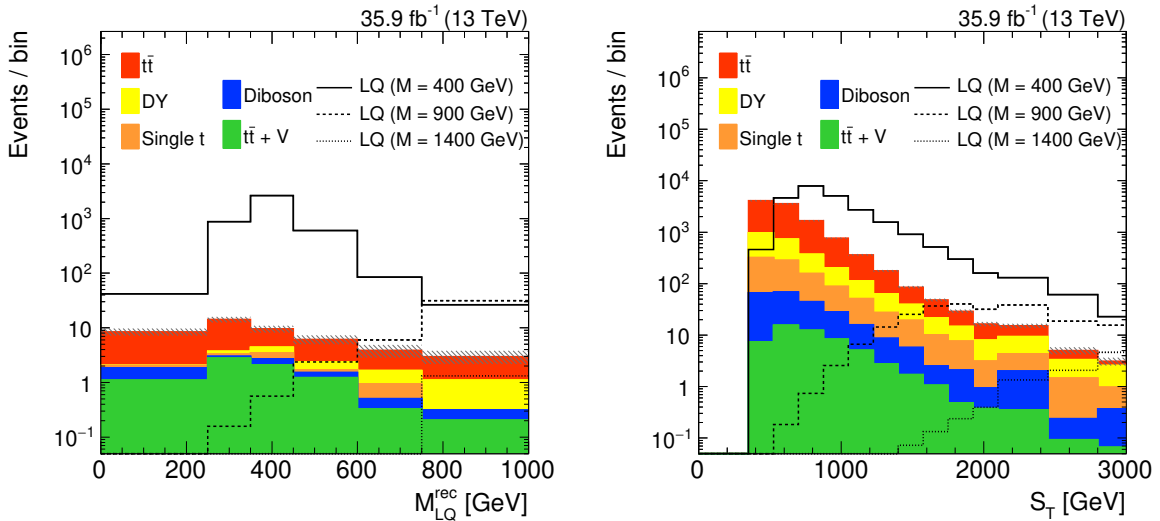 35.9 fb⁻¹ (13 TeV)
Events / bin
10⁶
10⁵
10⁴
10³
10²
10
1
10⁻¹
tt̄
DY
Single t
Diboson
tt̄ + V
LQ (M = 400 GeV)
LQ (M = 900 GeV)
LQ (M = 1400 GeV)
0 200 400 600 800 1000
M_LQ^rec [GeV]
35.9 fb⁻¹ (13 TeV)
Events / bin
10⁶
10⁵
10⁴
10³
10²
10
1
10⁻¹
tt̄
DY
Single t
Diboson
tt̄ + V
LQ (M = 400 GeV)
LQ (M = 900 GeV)
LQ (M = 1400 GeV)
0 1000 2000 3000
S_T [GeV]